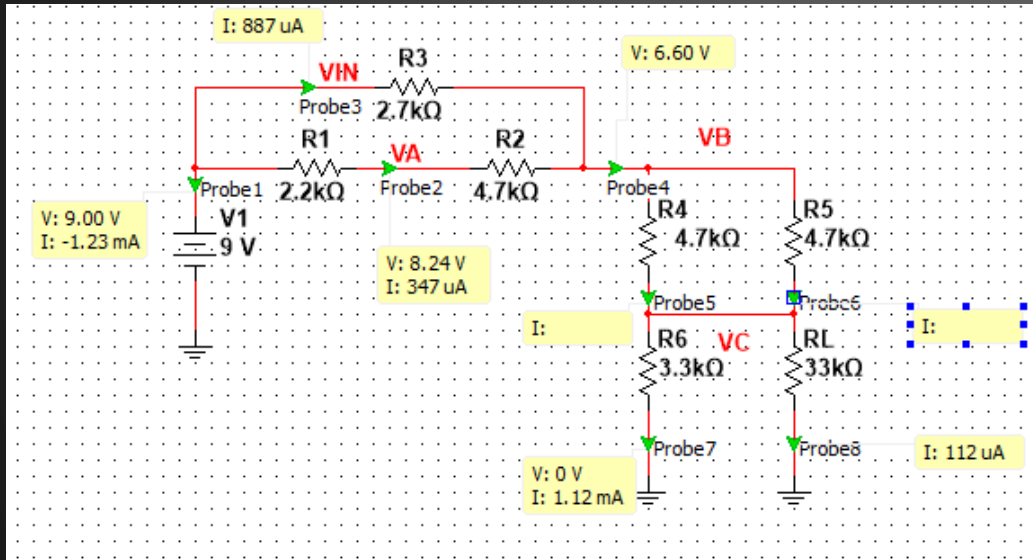 I: 887 uA
V: 6.60 V
R3
VIN
Probe3
2.7kΩ
VB
R1
VA
R2
Probe1
2.2kΩ
Probe2
4.7kΩ
Probe4
V: 9.00 V
I: -1.23 mA
V1
9 V
R4
4.7kΩ
R5
4.7kΩ
V: 8.24 V
I: 347 uA
Probe5
Probe6
I:
I:
R6
3.3kΩ
VC
RL
33kΩ
Probe7
Probe8
I: 112 uA
V: 0 V
I: 1.12 mA